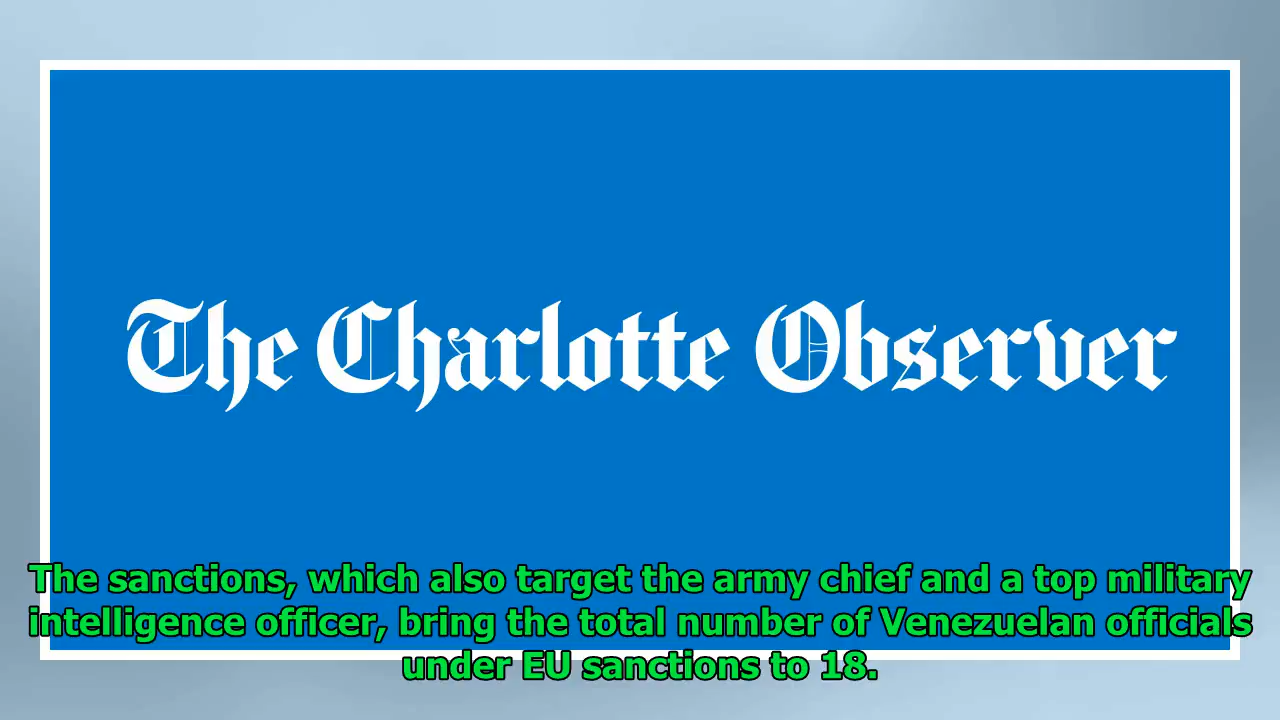 The Charlotte Observer
The sanctions, which also target the army chief and a top military
intelligence officer, bring the total number of Venezuelan officials
under EU sanctions to 18.